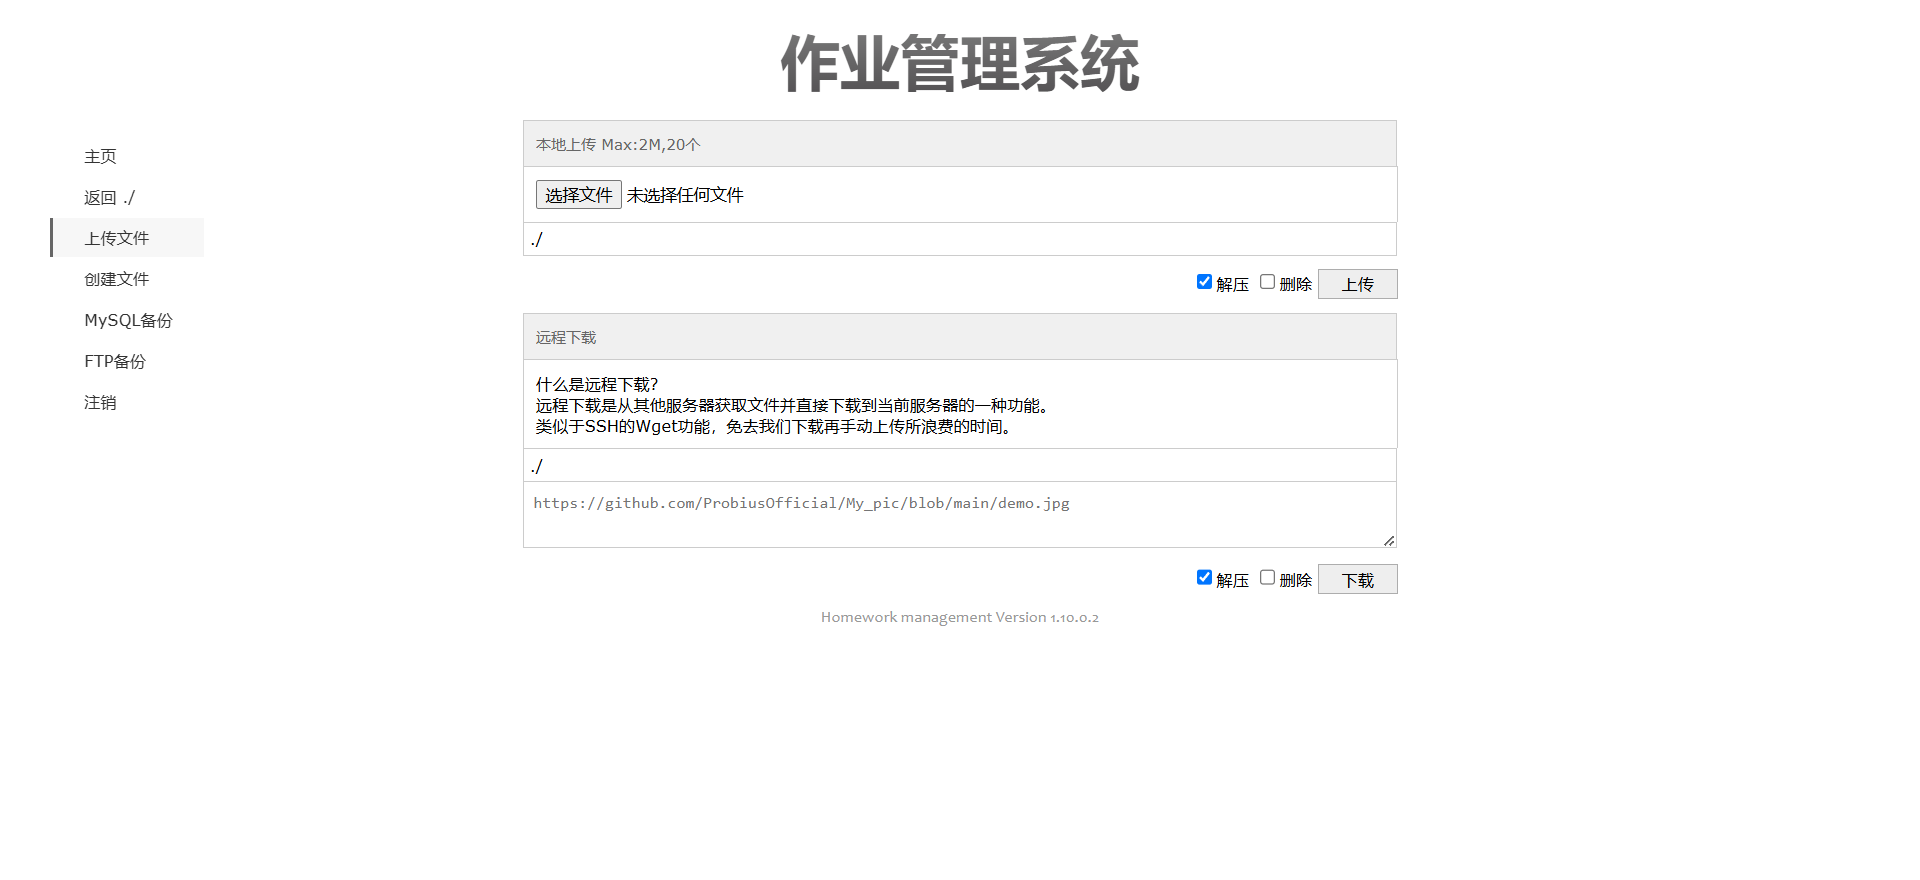 作业管理系统
主页
返回 ./
上传文件
创建文件
MySQL备份
FTP备份
注销
本地上传 Max:2M,20个
选择文件 未选择任何文件
./
解压 删除 上传
远程下载
什么是远程下载？
远程下载是从其他服务器获取文件并直接下载到当前服务器的一种功能。
类似于SSH的Wget功能，免去我们下载再手动上传所浪费的时间。
./
https://github.com/ProbiusOfficial/My_pic/blob/main/demo.jpg
解压 删除 下载
Homework management Version 1.10.0.2